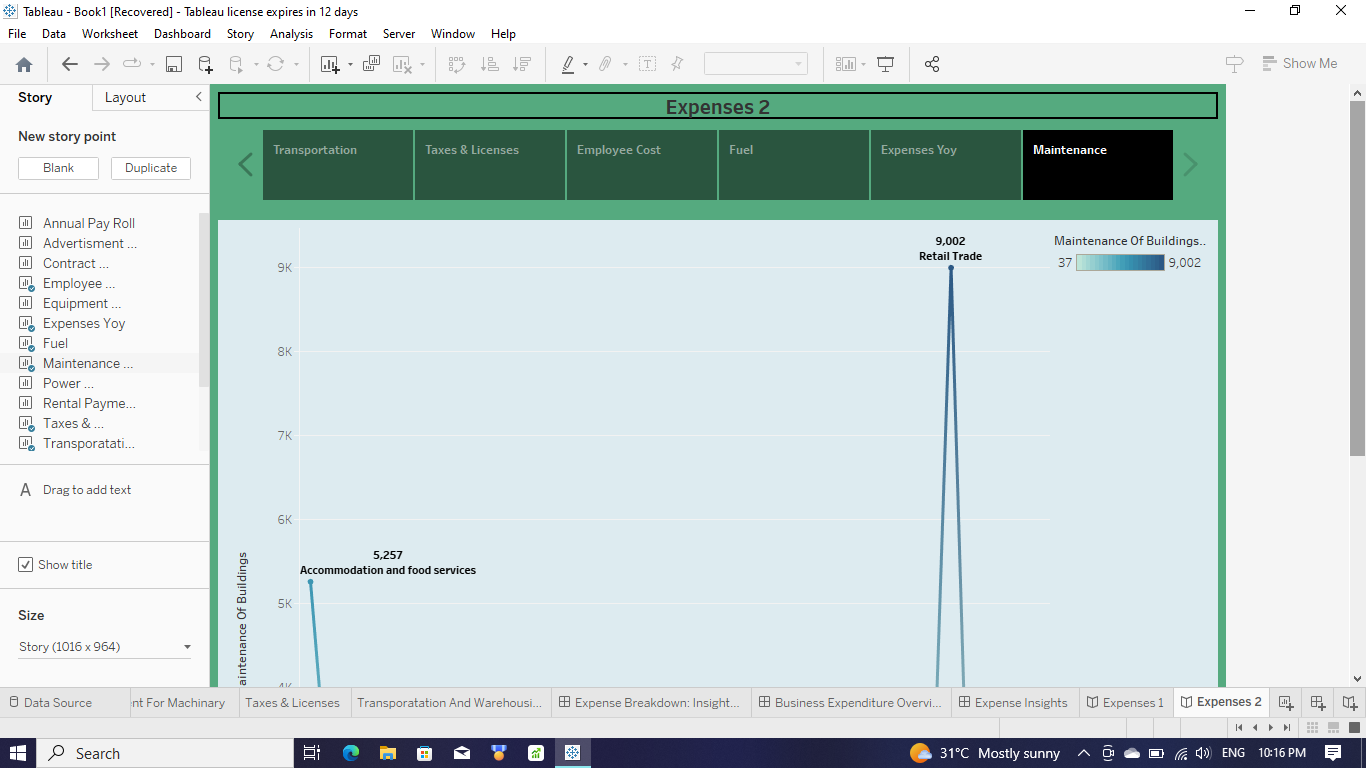 Tableau - Book1 [Recovered] - Tableau license expires in 12 days
File Data Worksheet Dashboard Story Analysis Format Server Window Help
Show Me
Story Layout
New story point
Blank Duplicate
Annual Pay Roll
Advertisment ...
Contract ...
Employee ...
Equipment ...
Expenses Yoy
Fuel
Maintenance ...
Power ...
Rental Payme...
Taxes & ...
Transporatati...
A Drag to add text
Show title
Size
Story (1016 x 964)
Expenses 2
Transportation Taxes & Licenses Employee Cost Fuel Expenses Yoy Maintenance
9,002
Retail Trade
Maintenance Of Buildings..
37 9,002
9K
8K
7K
6K
5,257
Accommodation and food services
5K
aintenance Of Buildings
4K
Data Source nt For Machinary Taxes & Licenses Transporatation And Warehousi... Expense Breakdown: Insight... Business Expenditure Overvi... Expense Insights Expenses 1 Expenses 2
Search 31°C Mostly sunny ENG 10:16 PM